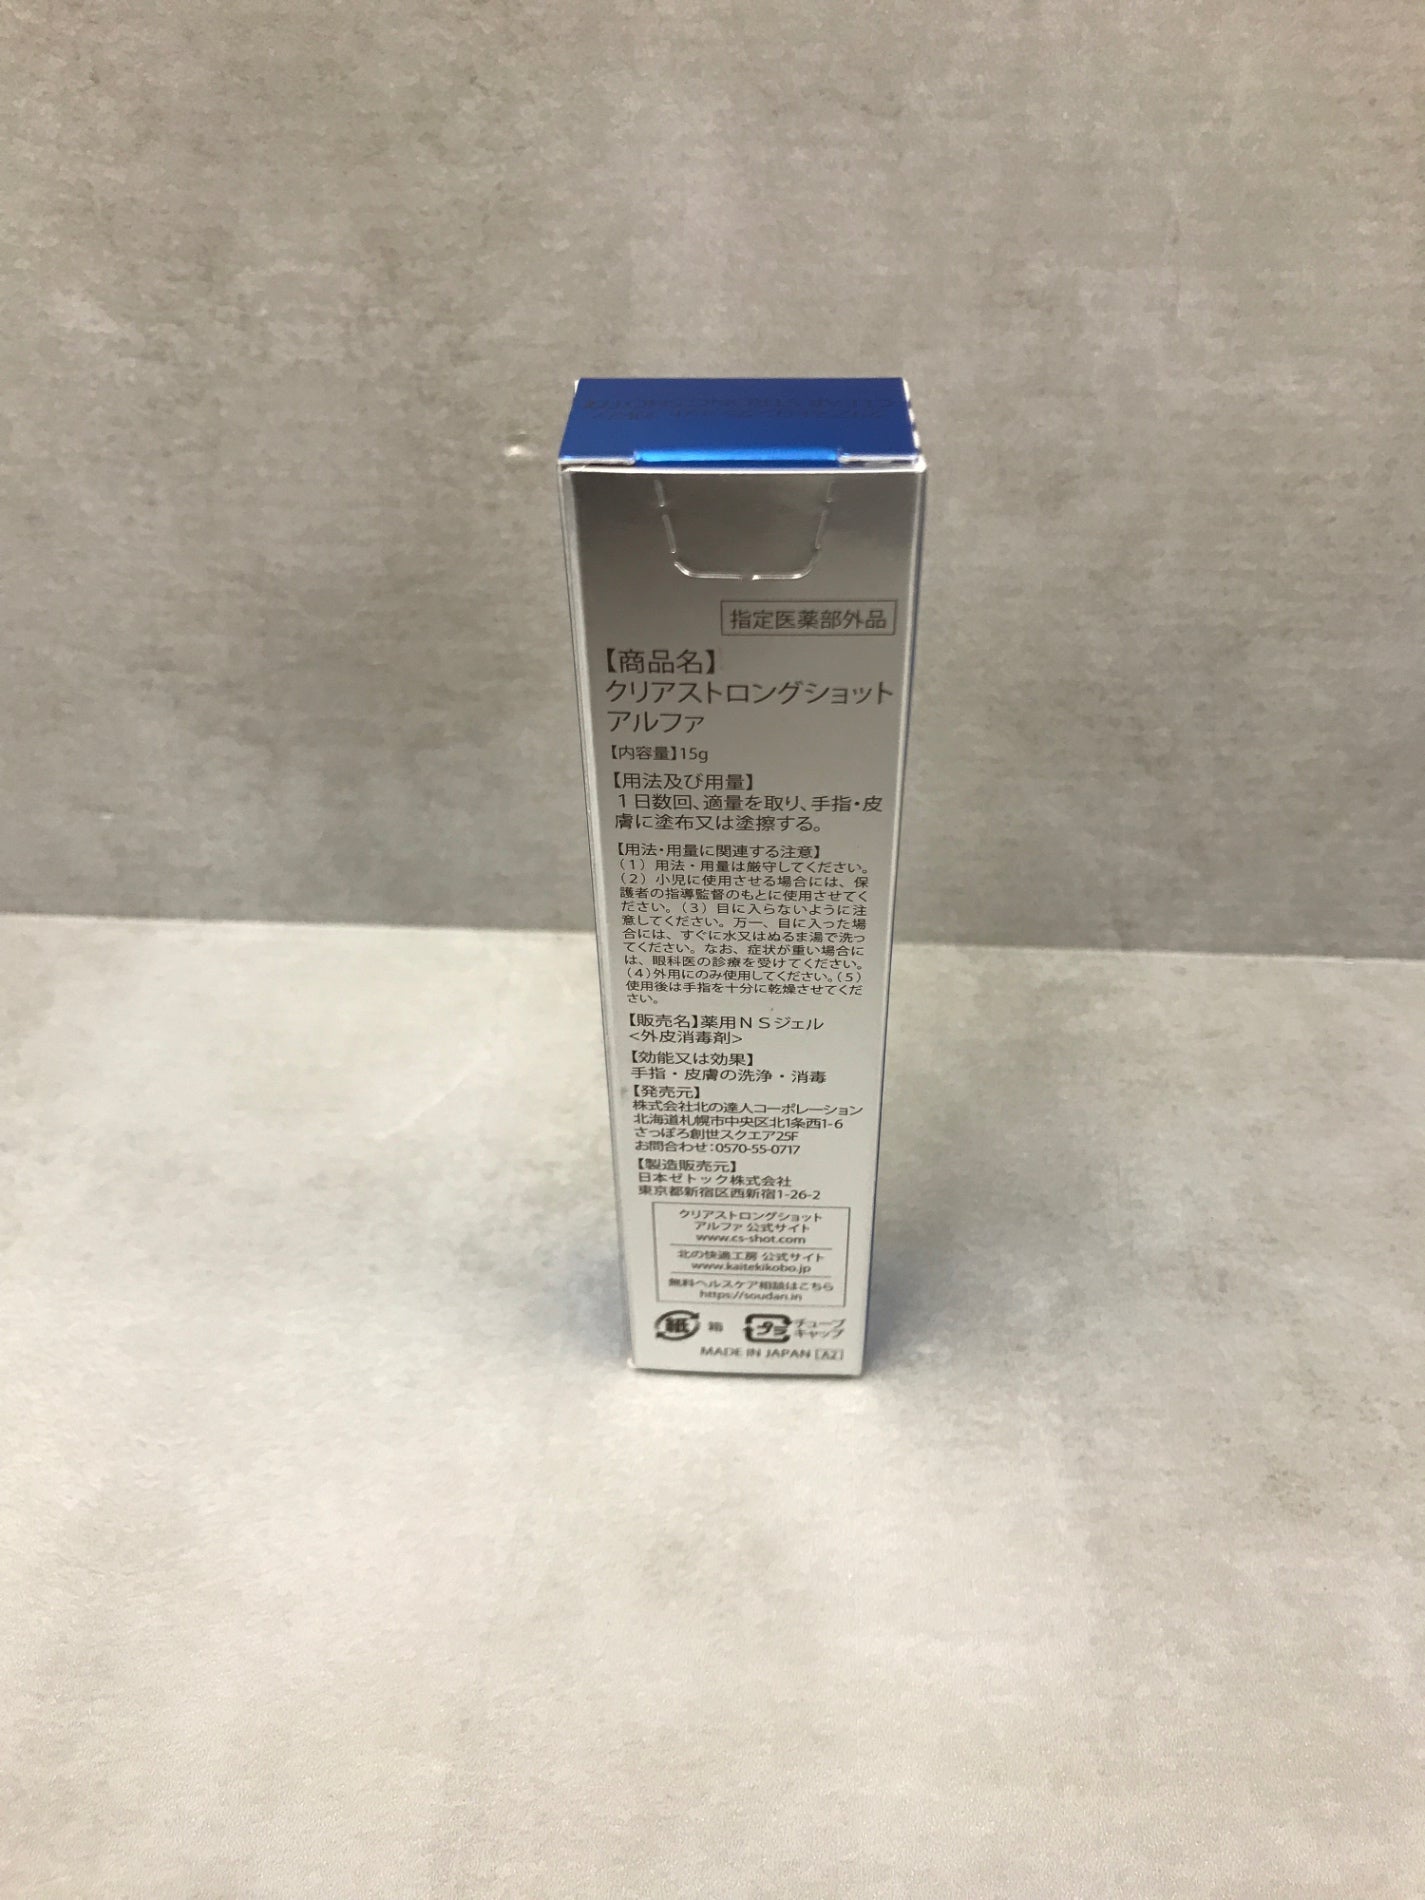 指定医薬部外品
【商品名】
クリアストロングショット
アルファ
【内容量】15g
【用法及び用量】
1日数回、適量を取り、手指・皮
膚に塗布又は塗擦する。
【用法・用量に関連する注意】
(1)用法・用量は厳守してください。
(2)小児に使用させる場合には、保
護者の指導監督のもとに使用させてく
ださい。(3)目に入らないように注
意してください。万一、目に入った場
合には、すぐに水又はぬるま湯で洗っ
てください。なお、症状が重い場合に
は、眼科医の診療を受けてください。
(4)外用にのみ使用してください。(5)
使用後は手指を十分に乾燥させてくだ
さい。
【販売名】薬用NSジェル
<外皮消毒剤>
【効能又は効果】
手指・皮膚の洗浄・消毒
【発売元】
株式会社北の達人コーポレーション
北海道札幌市中央区北1条西1-6
さっぽろ創世スクエア25F
お問合わせ:0570-55-0717
【製造販売元】
日本ゼトック株式会社
東京都新宿区西新宿1-26-2
クリアストロングショット
アルファ 公式サイト
www.cs-shot.com
北の快適工房 公式サイト
www.kaitekikobo.jp
無料ヘルスケア相談はこちら
https://soudan.in
紙 箱 プラ チューブ
キャップ
MADE IN JAPAN [A2]